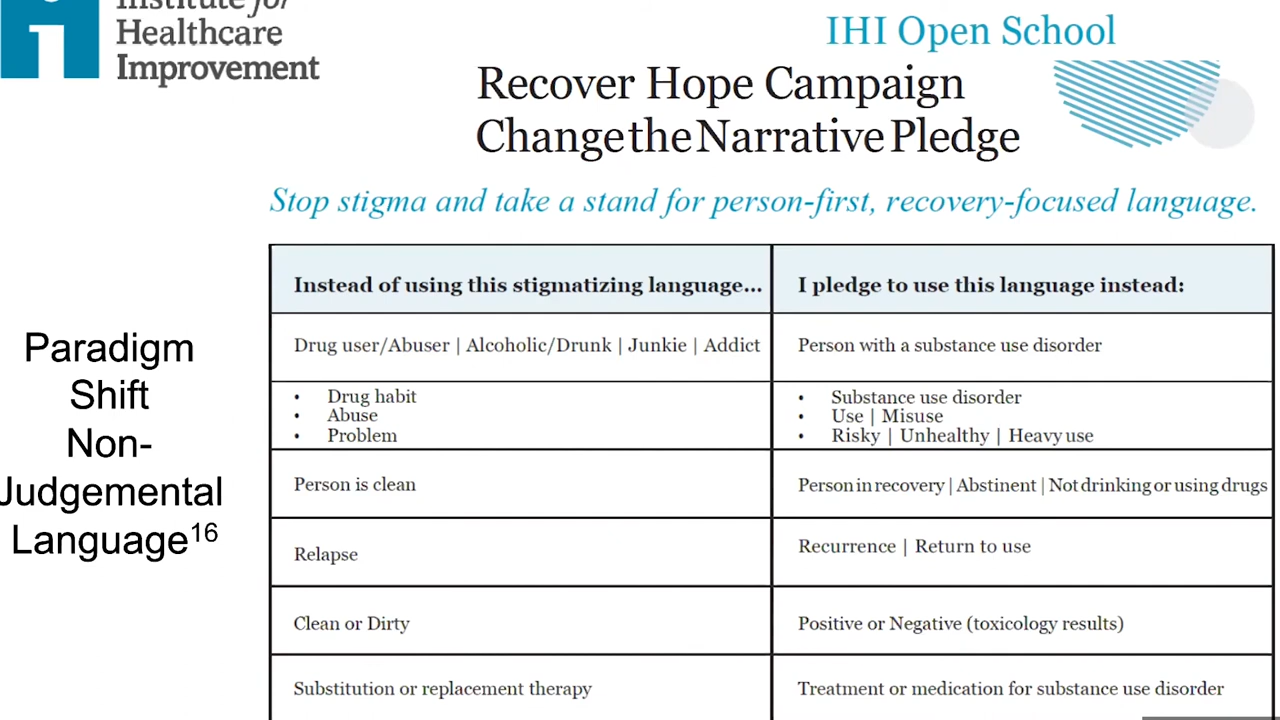 Institute for
Healthcare
Improvement
IHI Open School
Recover Hope Campaign
Change the Narrative Pledge
Stop stigma and take a stand for person-first, recovery-focused language.
Paradigm
Shift
Non-
Judgemental
Language16
Instead of using this stigmatizing language...
I pledge to use this language instead:
Drug user/Abuser | Alcoholic/Drunk | Junkie | Addict
Person with a substance use disorder
• Drug habit
• Abuse
• Problem
• Substance use disorder
• Use | Misuse
• Risky | Unhealthy | Heavy use
Person is clean
Person in recovery | Abstinent | Not drinking or using drugs
Relapse
Recurrence | Return to use
Clean or Dirty
Positive or Negative (toxicology results)
Substitution or replacement therapy
Treatment or medication for substance use disorder